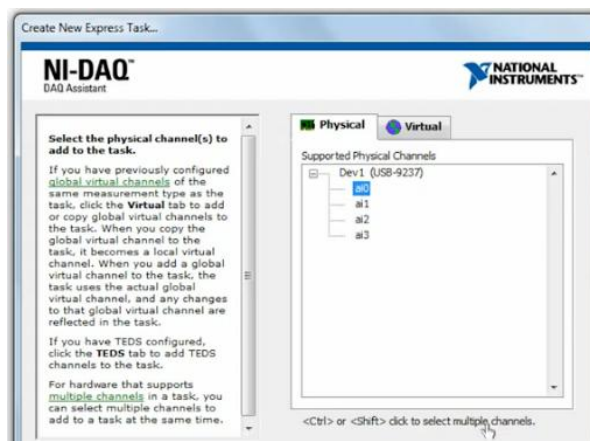 Create New Express Task...
NI-DAQ™
DAQ Assistant
NATIONAL
INSTRUMENTS™
Select the physical channel(s) to
add to the task.
If you have previously configured
global virtual channels of the
same measurement type as the
task, click the Virtual tab to add
or copy global virtual channels to
the task. When you copy the
global virtual channel to the
task, it becomes a local virtual
channel. When you add a global
virtual channel to the task, the
task uses the actual global
virtual channel, and any changes
to that global virtual channel are
reflected in the task.
If you have TEDS configured,
click the TEDS tab to add TEDS
channels to the task.
For hardware that supports
multiple channels in a task, you
can select multiple channels to
add to a task at the same time.
Physical
Virtual
Supported Physical Channels
Dev1 (USB-9237)
ai0
ai1
ai2
ai3
<Ctrl> or <Shift> click to select multiple channels.